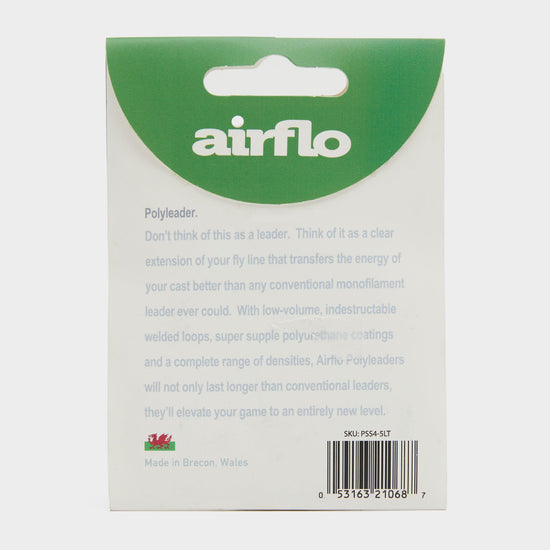 airflo
Polyleader.
Don't think of this as a leader. Think of it as a clear
extension of your fly line that transfers the energy of
your cast better than any conventional monofilament
leader ever could. With low-volume, indestructable
welded loops, super supple polyurethane coatings
and a complete range of densities, Airflo Polyleaders
will not only last longer than conventional leaders,
they'll elevate your game to an entirely new level.
Made in Brecon, Wales
SKU: PSS4-5LT
0 53163 21068 7